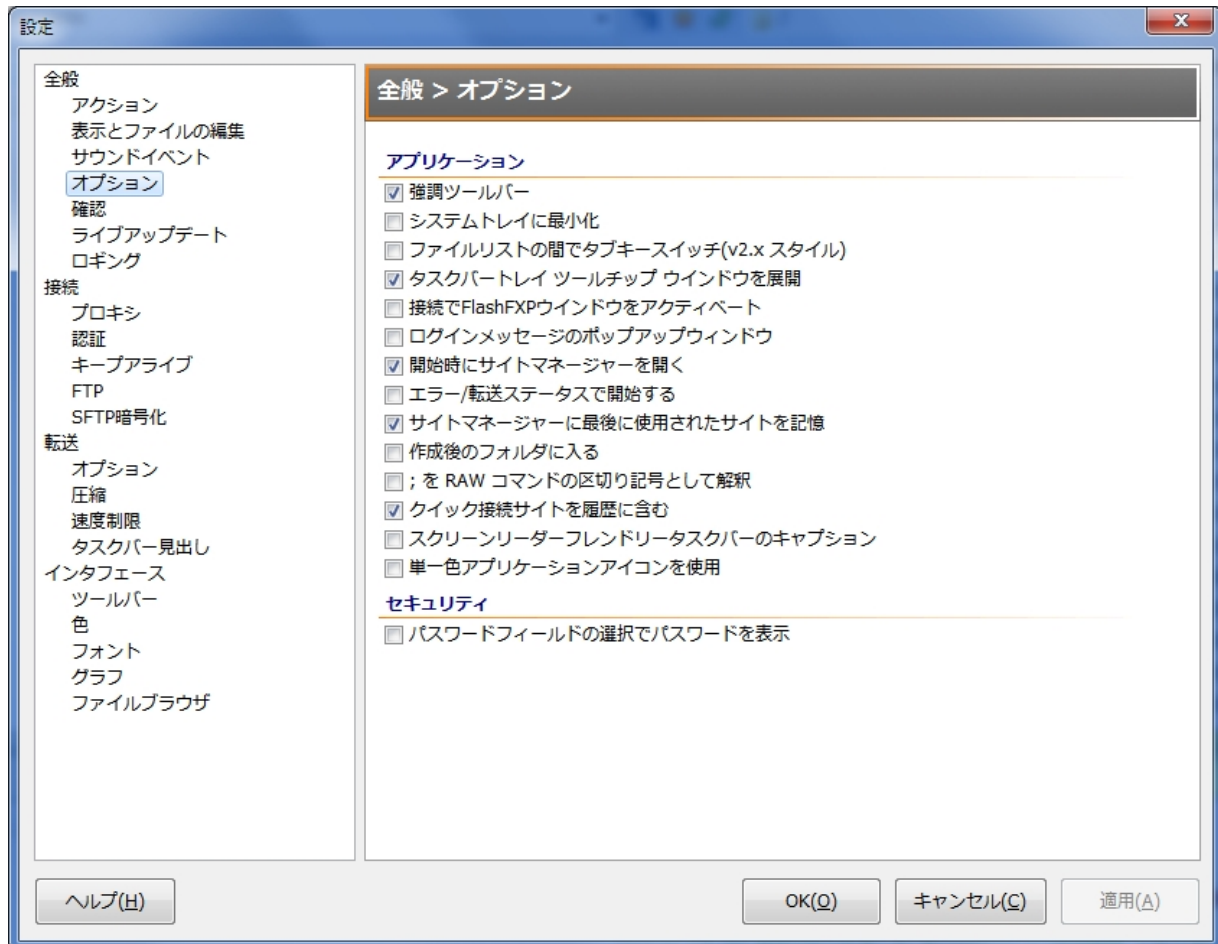 設定
全般
アクション
表示とファイルの編集
サウンドイベント
オプション
確認
ライブアップデート
ロギング
接続
プロキシ
認証
キープアライブ
FTP
SFTP暗号化
転送
オプション
圧縮
速度制限
タスクバー見出し
インタフェース
ツールバー
色
フォント
グラフ
ファイルブラウザ
全般 > オプション
アプリケーション
強調ツールバー
システムトレイに最小化
ファイルリストの間でタブキースイッチ(v2.x スタイル)
タスクバートレイ ツールチップ ウインドウを展開
接続でFlashFXPウインドウをアクティベート
ログインメッセージのポップアップウィンドウ
開始時にサイトマネージャーを開く
エラー/転送ステータスで開始する
サイトマネージャーに最後に使用されたサイトを記憶
作成後のフォルダに入る
; を RAW コマンドの区切り記号として解釈
クイック接続サイトを履歴に含む
スクリーンリーダーフレンドリータスクバーのキャプション
単一色アプリケーションアイコンを使用
セキュリティ
パスワードフィールドの選択でパスワードを表示
ヘルプ(H)
OK(O)
キャンセル(C)
適用(A)